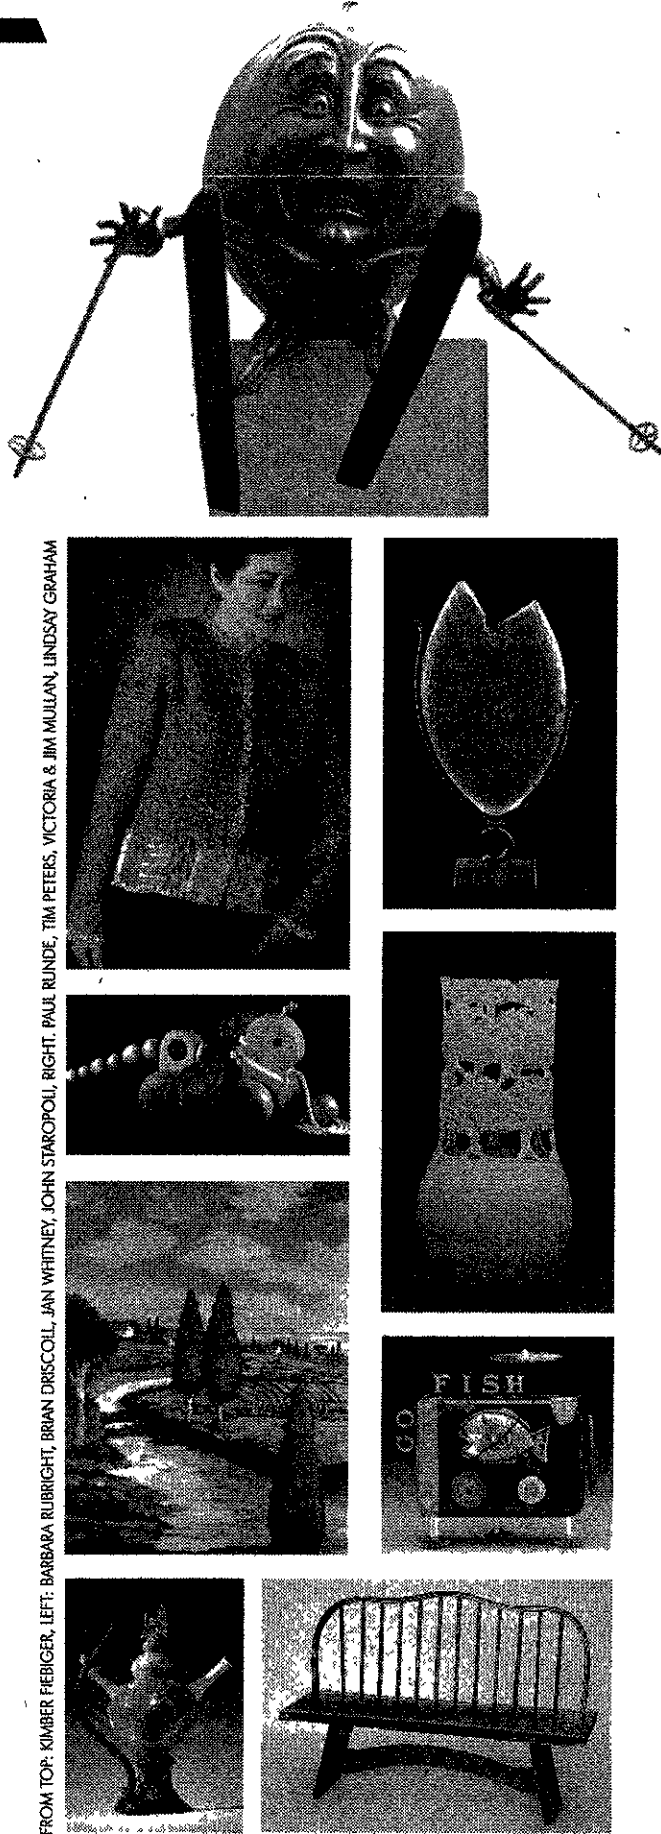 FROM TOP: KIMBER FIEBIGER, LEFT: BARBARA RUBRIGHT, BRIAN DRISCOLL, JAN WHITNEY, JOHN STAROPOLI, RIGHT: PAUL RUNDE, TIM PETERS, VICTORIA & JIM MULLAN, LINDSAY GRAHAM
FISH